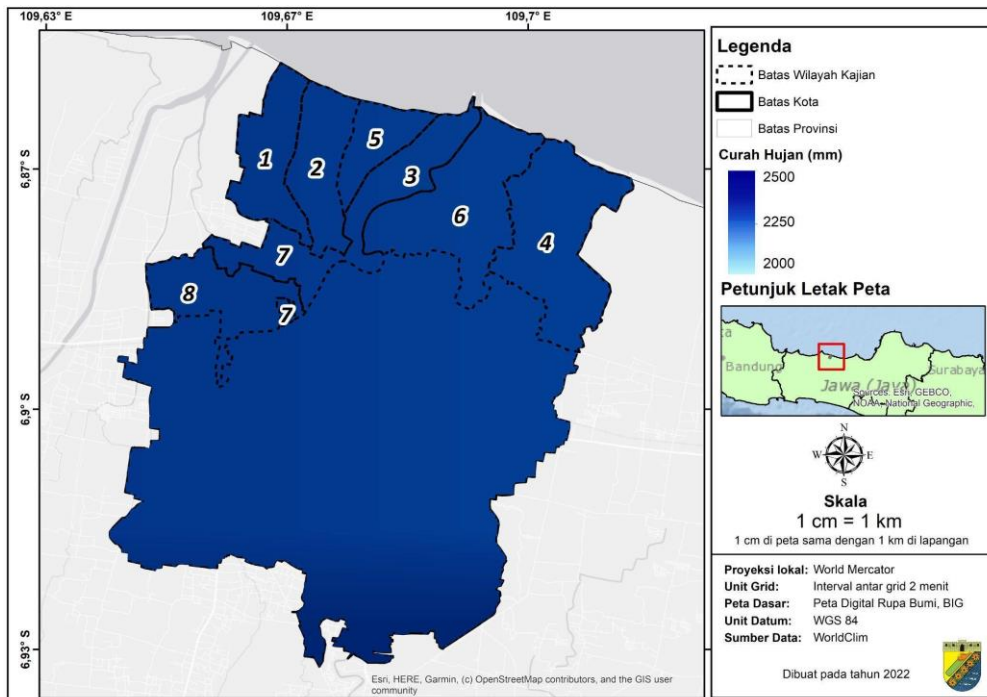 109,63° E 109,67° E 109,7° E
6,87° S
6,9° S
6,93° S
1
2
5
3
6
4
7
8
7
Esri, HERE, Garmin, (c) OpenStreetMap contributors, and the GIS user
community
Legenda
Batas Wilayah Kajian
Batas Kota
Batas Provinsi
Curah Hujan (mm)
2500
2250
2000
Petunjuk Letak Peta
ta
Bandung
Jawa (Java)
Surabaya
Sources: Esri, GEBCO,
NOAA, National Geographic,
N
W E
S
Skala
1 cm = 1 km
1 cm di peta sama dengan 1 km di lapangan
Proyeksi lokal: World Mercator
Unit Grid: Interval antar grid 2 menit
Peta Dasar: Peta Digital Rupa Bumi, BIG
Unit Datum: WGS 84
Sumber Data: WorldClim
Dibuat pada tahun 2022